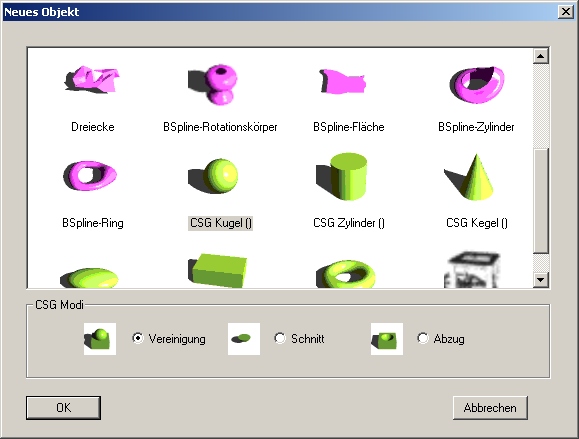 Neues Objekt
Dreiecke BSpline-Rotationskörper BSpline-Fläche BSpline-Zylinder
BSpline-Ring CSG Kugel () CSG Zylinder () CSG Kegel ()
CSG Modi
Vereinigung Schnitt Abzug
OK Abbrechen